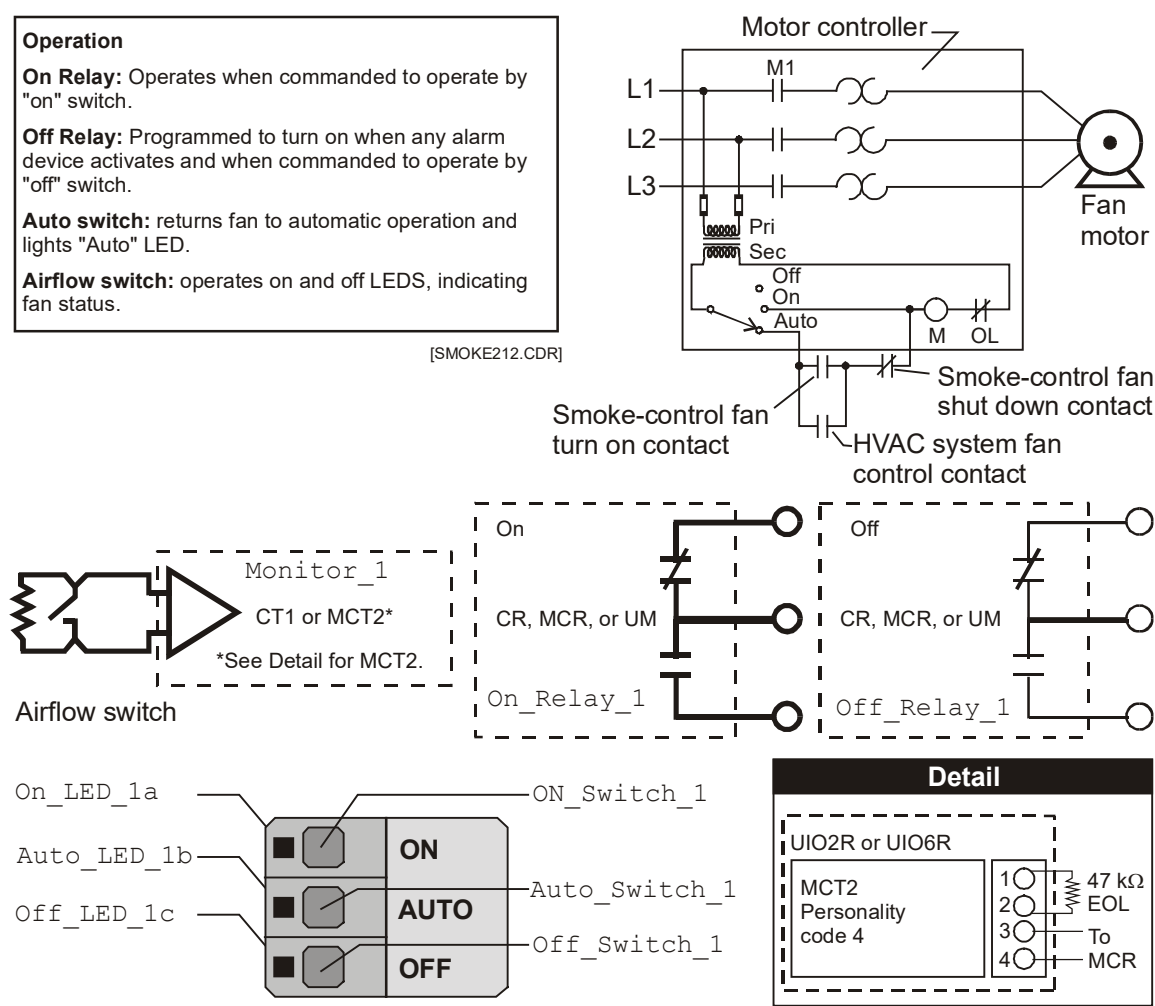 Operation
On Relay: Operates when commanded to operate by
"on" switch.
Off Relay: Programmed to turn on when any alarm
device activates and when commanded to operate by
"off" switch.
Auto switch: returns fan to automatic operation and
lights "Auto" LED.
Airflow switch: operates on and off LEDS, indicating
fan status.
[SMOKE212.CDR]
Motor controller
M1
L1
L2
L3
Fan
motor
Pri
Sec
Off
On
Auto
M
OL
Smoke-control fan
shut down contact
Smoke-control fan
turn on contact
HVAC system fan
control contact
Monitor_1
CT1 or MCT2*
*See Detail for MCT2.
Airflow switch
On
CR, MCR, or UM
On_Relay_1
Off
CR, MCR, or UM
Off_Relay_1
On_LED_1a
Auto_LED_1b
Off_LED_1c
ON
AUTO
OFF
ON_Switch_1
Auto_Switch_1
Off_Switch_1
Detail
UIO2R or UIO6R
MCT2
Personality
code 4
1
2
3
4
47 kΩ
EOL
To
MCR